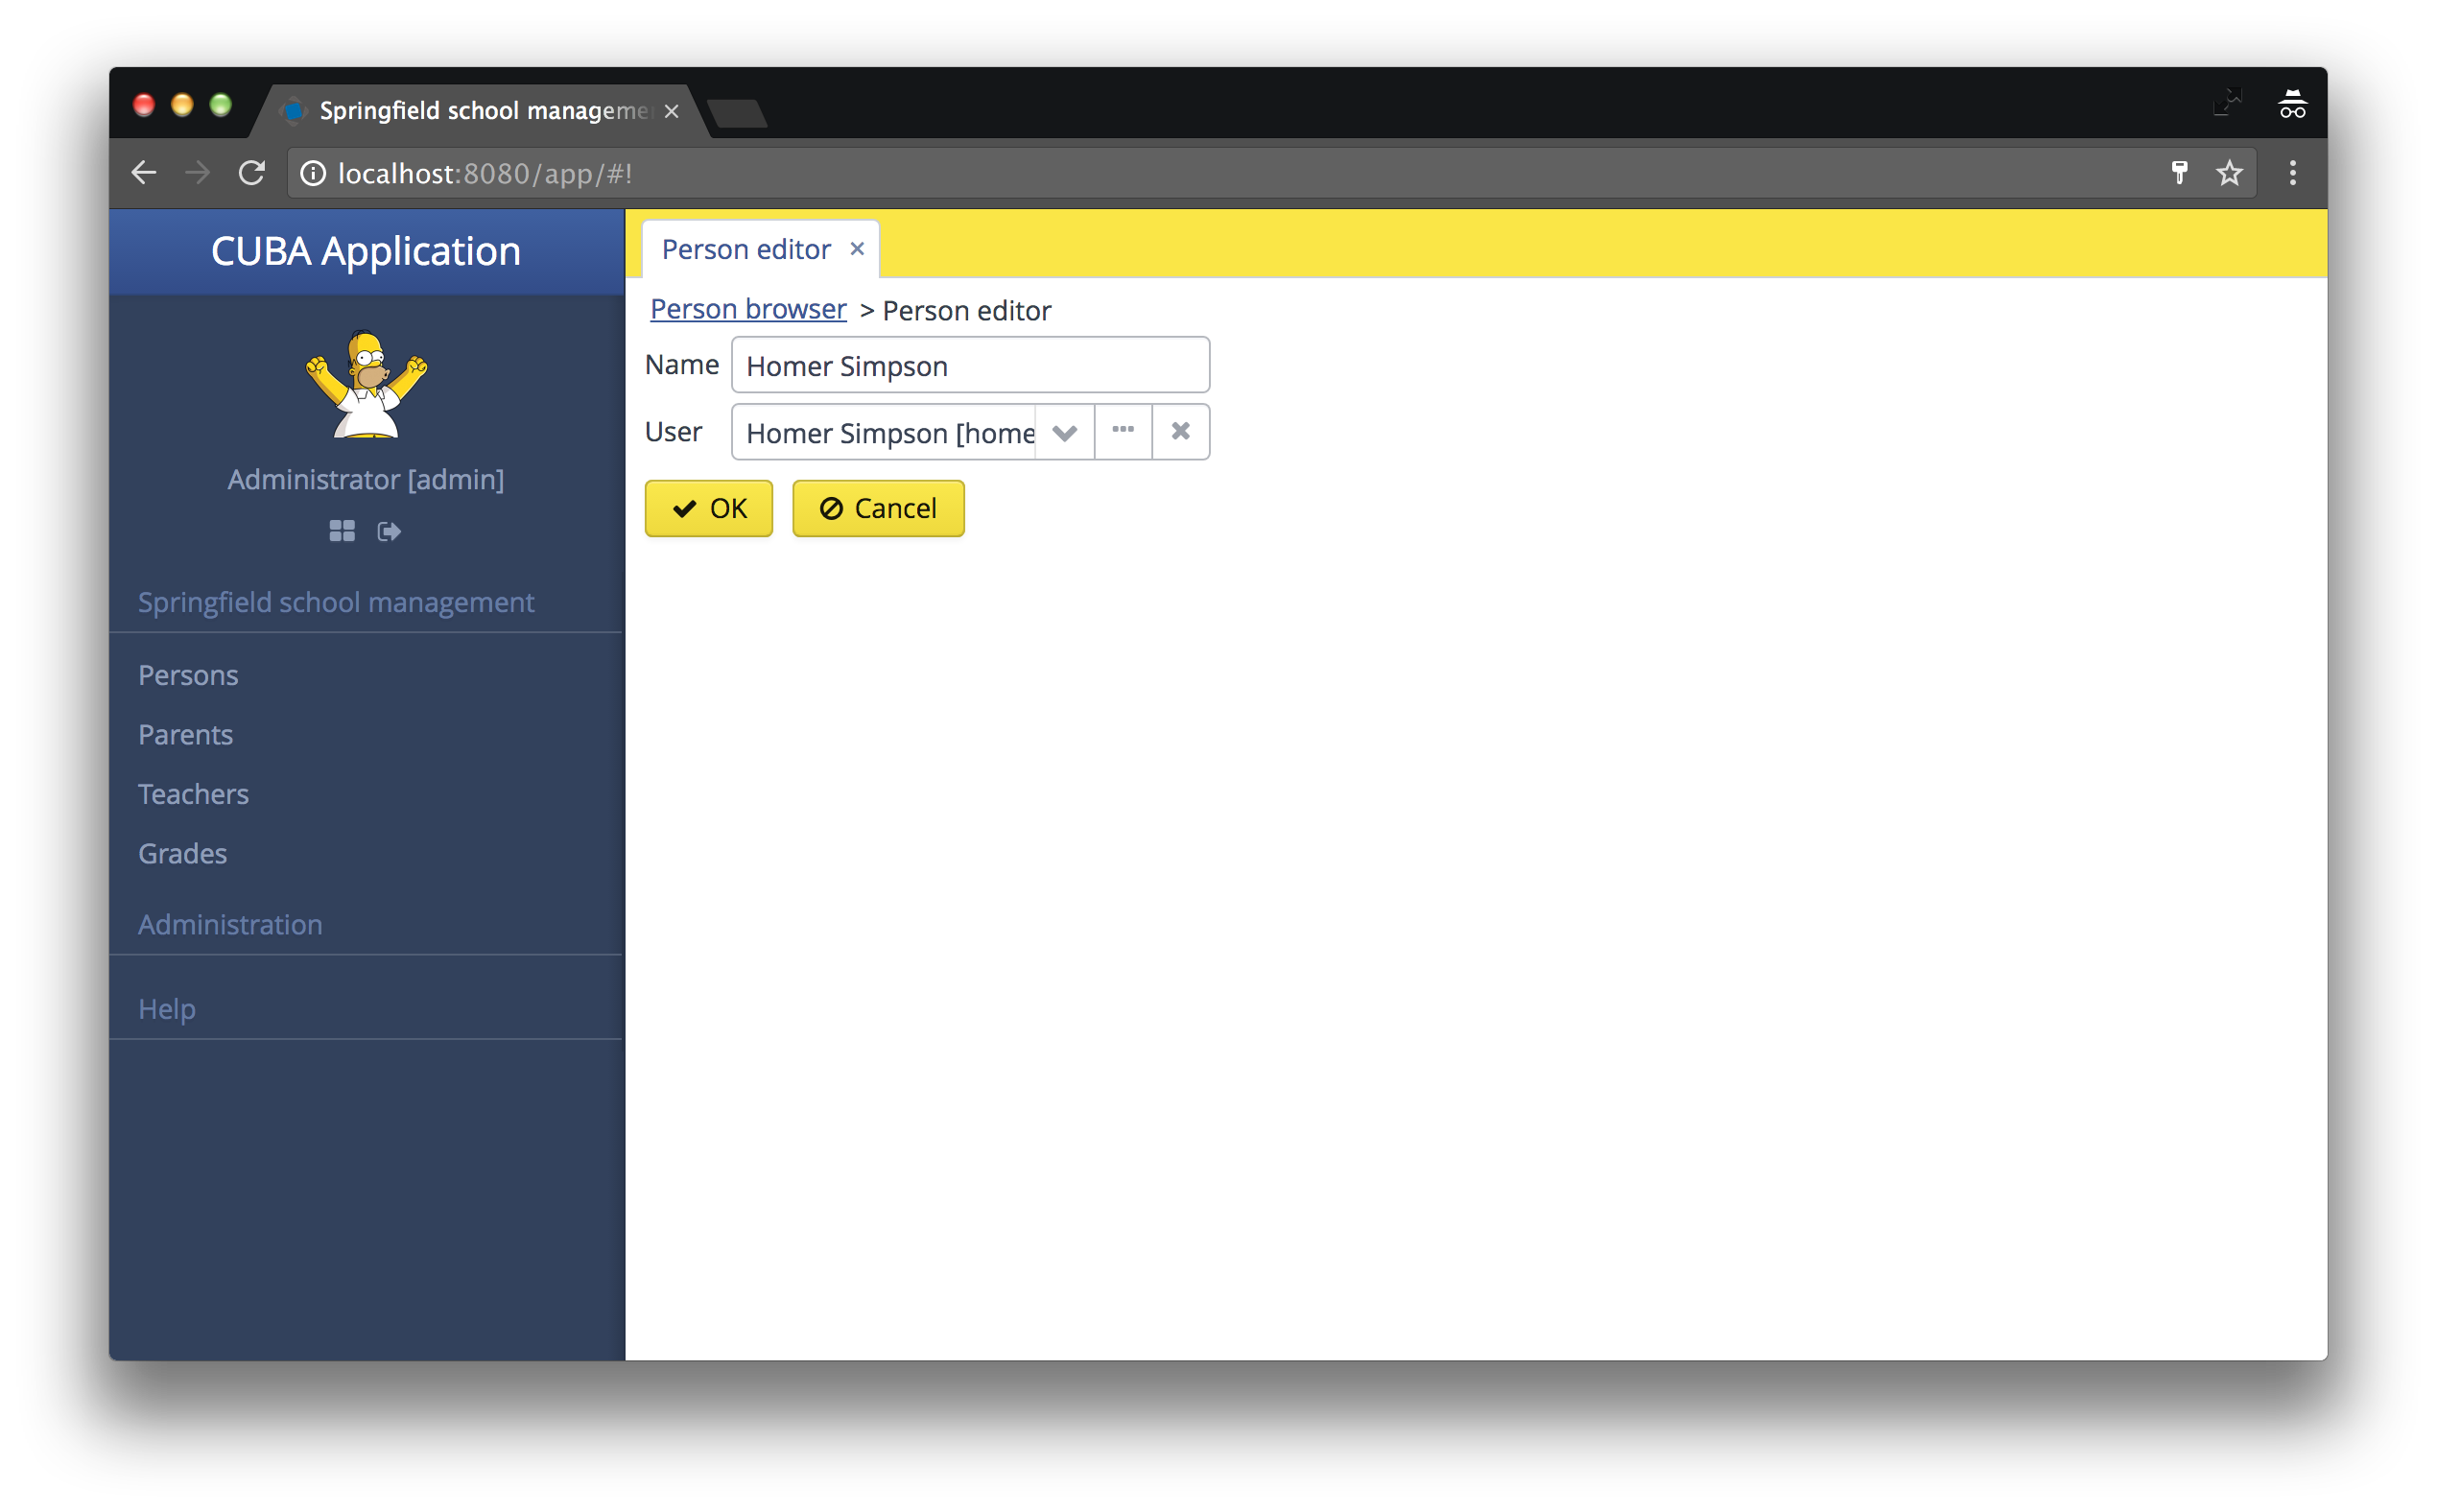 Springfield school manageme
localhost:8080/app/#!
CUBA Application
Administrator [admin]
Springfield school management
Persons
Parents
Teachers
Grades
Administration
Help
Person editor
Person browser > Person editor
Name Homer Simpson
User Homer Simpson [home
OK Cancel